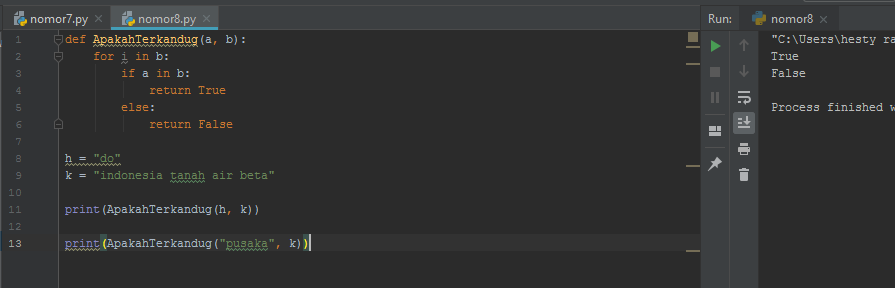 nomor7.py × nomor8.py ×
1 def ApakahTerkandug(a, b):
2 for i in b:
3 if a in b:
4 return True
5 else:
6 return False
7
8 h = "do"
9 k = "indonesia tanah air beta"
10
11 print(ApakahTerkandug(h, k))
12
13 print(ApakahTerkandug("pusaka", k))
Run: nomor8 ×
"C:\Users\hesty ra
True
False
Process finished w